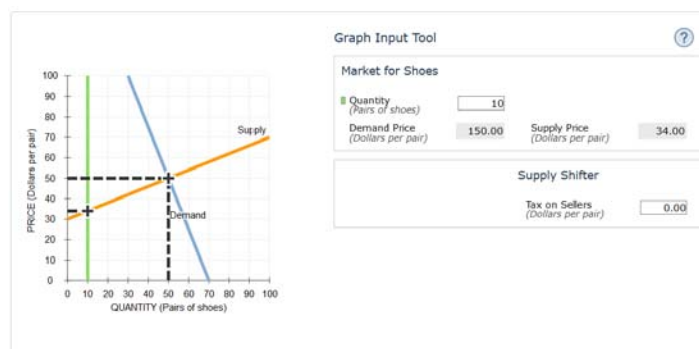 Graph Input Tool
?
Market for Shoes
Quantity
(Pairs of shoes)
10
Demand Price
(Dollars per pair)
150.00
Supply Price
(Dollars per pair)
34.00
Supply Shifter
Tax on Sellers
(Dollars per pair)
0.00
PRICE (Dollars per pair)
100
90
80
70
60
50
40
30
20
10
0
Supply
Demand
0 10 20 30 40 50 60 70 80 90 100
QUANTITY (Pairs of shoes)